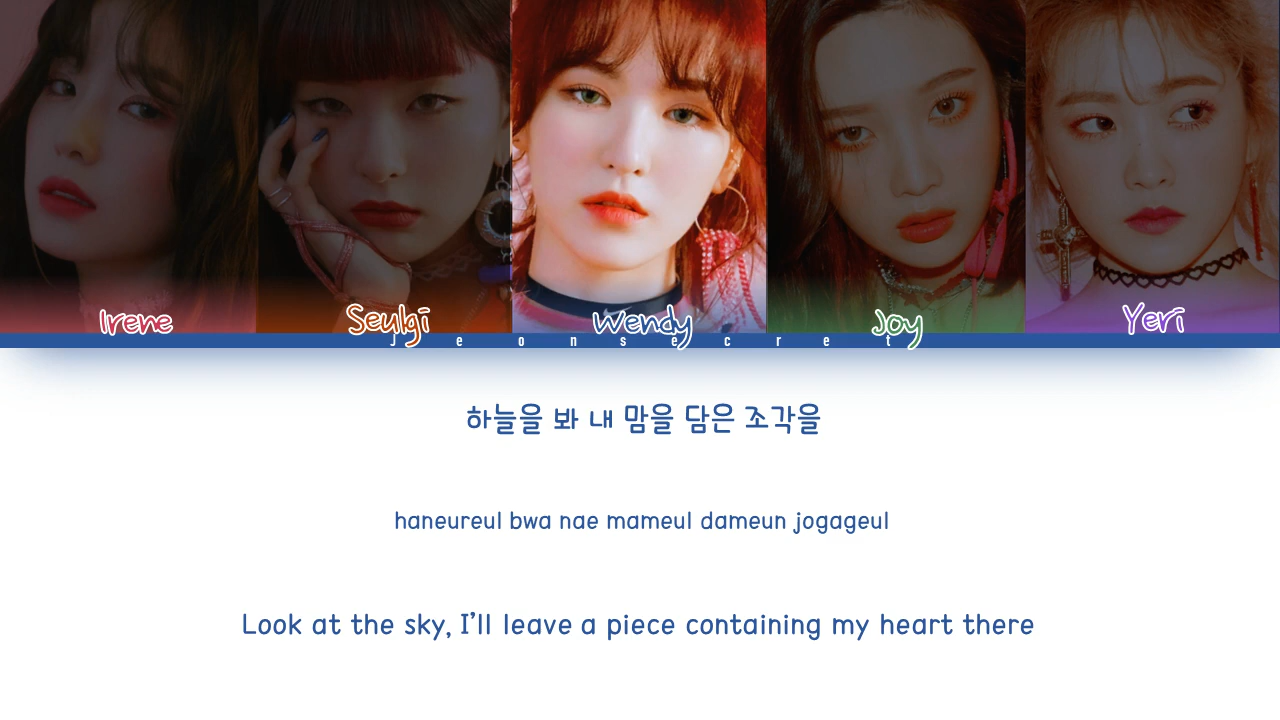 Irene Seulgi Wendy Joy Yeri
jeonsecret
하늘을 봐 내 맘을 담은 조각을
haneureul bwa nae mameul dameun jogageul
Look at the sky, I'll leave a piece containing my heart there